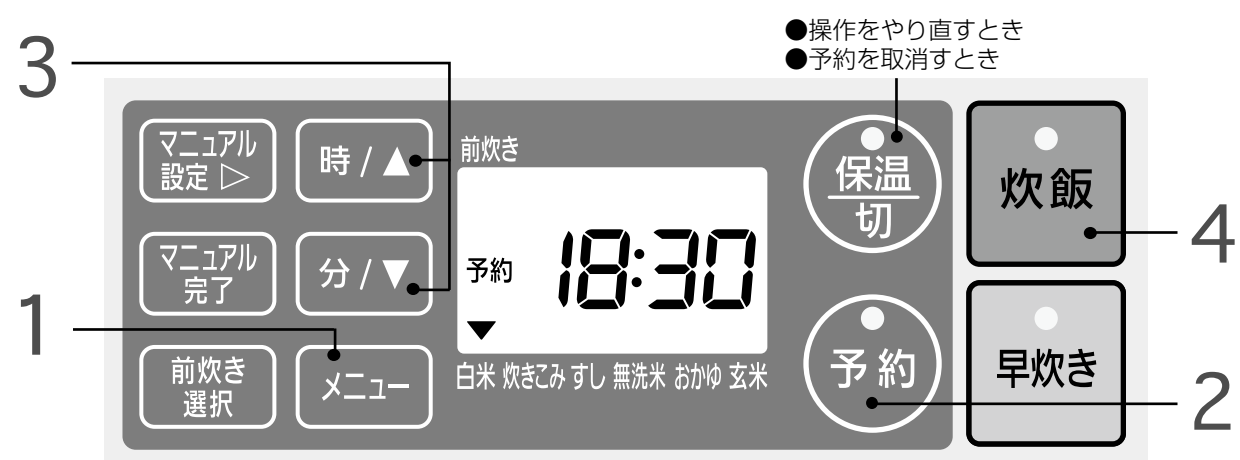 ●操作をやり直すとき
●予約を取消すとき
3
マニュアル
設定 ▷
時 / ▲
前炊き
保温
切
炊飯
4
マニュアル
完了
分 / ▼
予約
18:30
1
前炊き
選択
メニュー
▼
白米 炊きこみ すし 無洗米 おかゆ 玄米
予約
早炊き
2